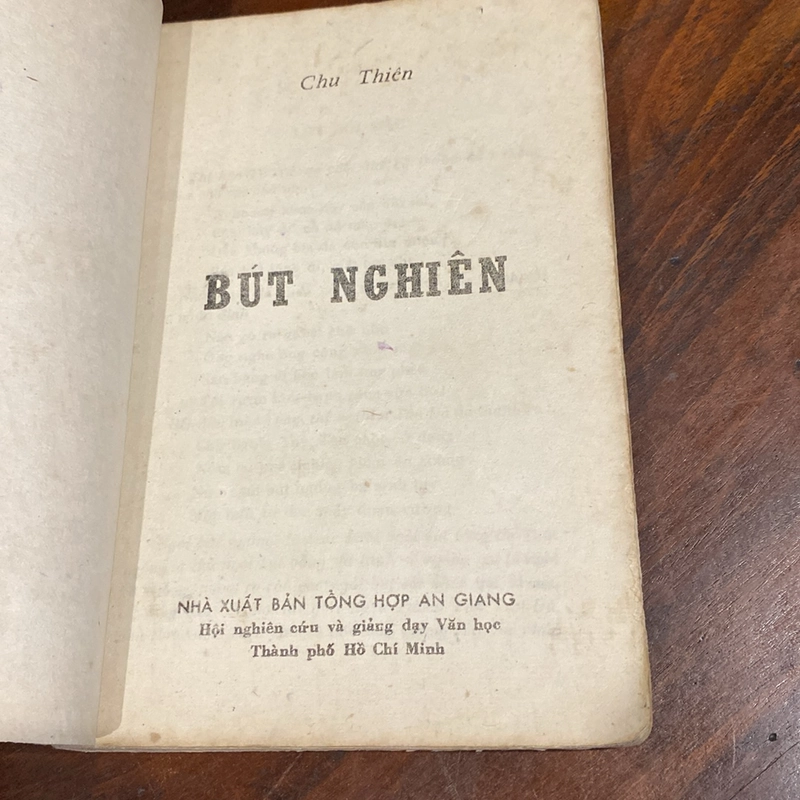 Chu Thiên
BÚT NGHIÊN
NHÀ XUẤT BẢN TỔNG HỢP AN GIANG
Hội nghiên cứu và giảng dạy Văn học
Thành phố Hồ Chí Minh